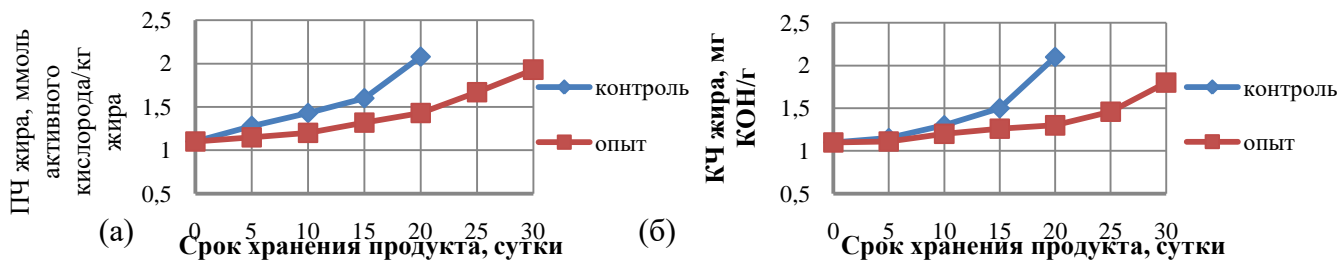 ПЧ жира, ммоль
активного
кислорода/кг
жира
2,5
2
1,5
1
0,5
0 5 10 15 20 25 30
контроль
опыт
(а)
Срок хранения продукта, сутки
КЧ жира, мг
КОН/г
2,5
2
1,5
1
0,5
0 5 10 15 20 25 30
контроль
опыт
(б)
Срок хранения продукта, сутки